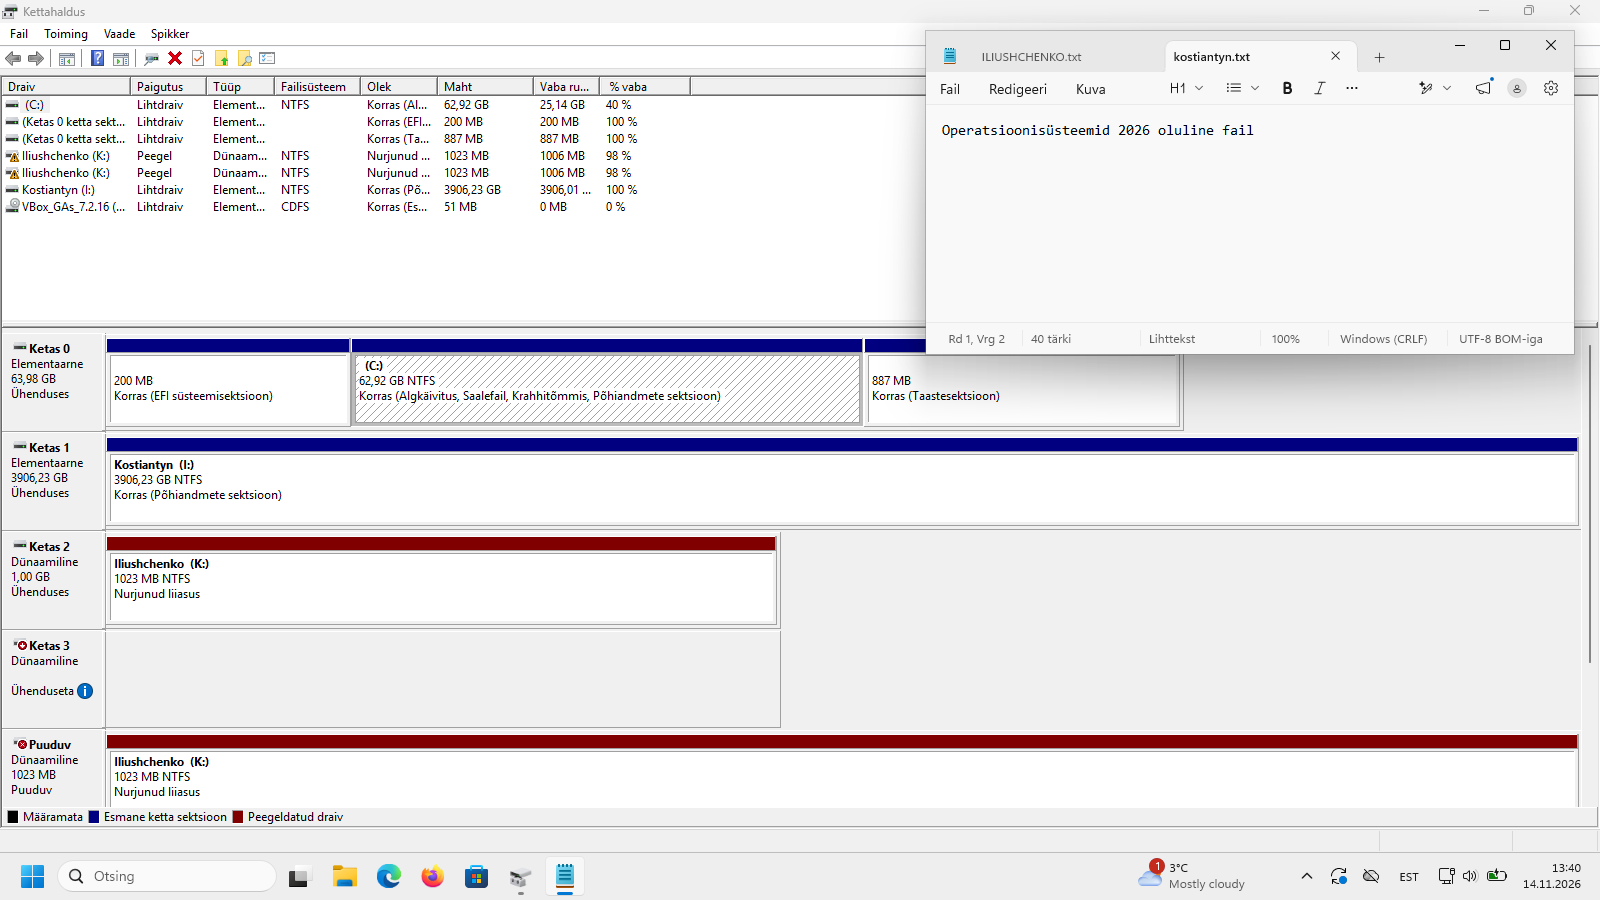 Kettahaldus
Fail Toiming Vaade Spikker
Draiv Paigutus Tüüp Failisüsteem Olek Maht Vaba ru... % vaba
(C:) Lihtdraiv Element... NTFS Korras (Al... 62,92 GB 25,14 GB 40 %
(Ketas 0 ketta sekt... Lihtdraiv Element... Korras (EFI... 200 MB 200 MB 100 %
(Ketas 0 ketta sekt... Lihtdraiv Element... Korras (Ta... 887 MB 887 MB 100 %
Iliushchenko (K:) Peegel Dünaam... NTFS Nurjunud ... 1023 MB 1006 MB 98 %
Iliushchenko (K:) Peegel Dünaam... NTFS Nurjunud ... 1023 MB 1006 MB 98 %
Kostiantyn (I:) Lihtdraiv Element... NTFS Korras (Põ... 3906,23 GB 3906,01 ... 100 %
VBox_GAs_7.2.16 (... Lihtdraiv Element... CDFS Korras (Es... 51 MB 0 MB 0 %
ILIUSHCHENKO.txt kostiantyn.txt
Fail Redigeeri Kuva H1 B I ...
Operatsioonisüsteemid 2026 oluline fail
Rd 1, Vrg 2 40 tärki Lihttekst 100% Windows (CRLF) UTF-8 BOM-iga
Ketas 0
Elementaarne
63,98 GB
Ühenduses
200 MB
Korras (EFI süsteemisektsioon)
(C:)
62,92 GB NTFS
Korras (Algkäivitus, Saalefail, Krahhitõmmis, Põhiandmete sektsioon)
887 MB
Korras (Taastesektsioon)
Ketas 1
Elementaarne
3906,23 GB
Ühenduses
Kostiantyn (I:)
3906,23 GB NTFS
Korras (Põhiandmete sektsioon)
Ketas 2
Dünaamiline
1,00 GB
Ühenduses
Iliushchenko (K:)
1023 MB NTFS
Nurjunud liiasus
Ketas 3
Dünaamiline
Ühenduseta
Puuduv
Dünaamiline
1023 MB
Puuduv
Iliushchenko (K:)
1023 MB NTFS
Nurjunud liiasus
Määramata Esmane ketta sektsioon Peegeldatud draiv
Otsing
1
3°C
Mostly cloudy
EST
13:40
14.11.2026